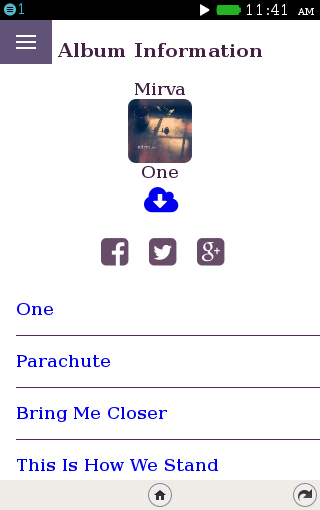 1
11:41 AM
Album Information
Mirva
One
One
Parachute
Bring Me Closer
This Is How We Stand